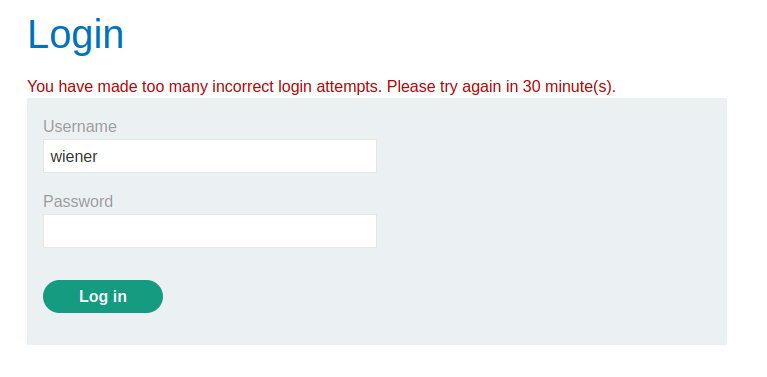 Login
You have made too many incorrect login attempts. Please try again in 30 minute(s).
Username
wiener
Password
Log in